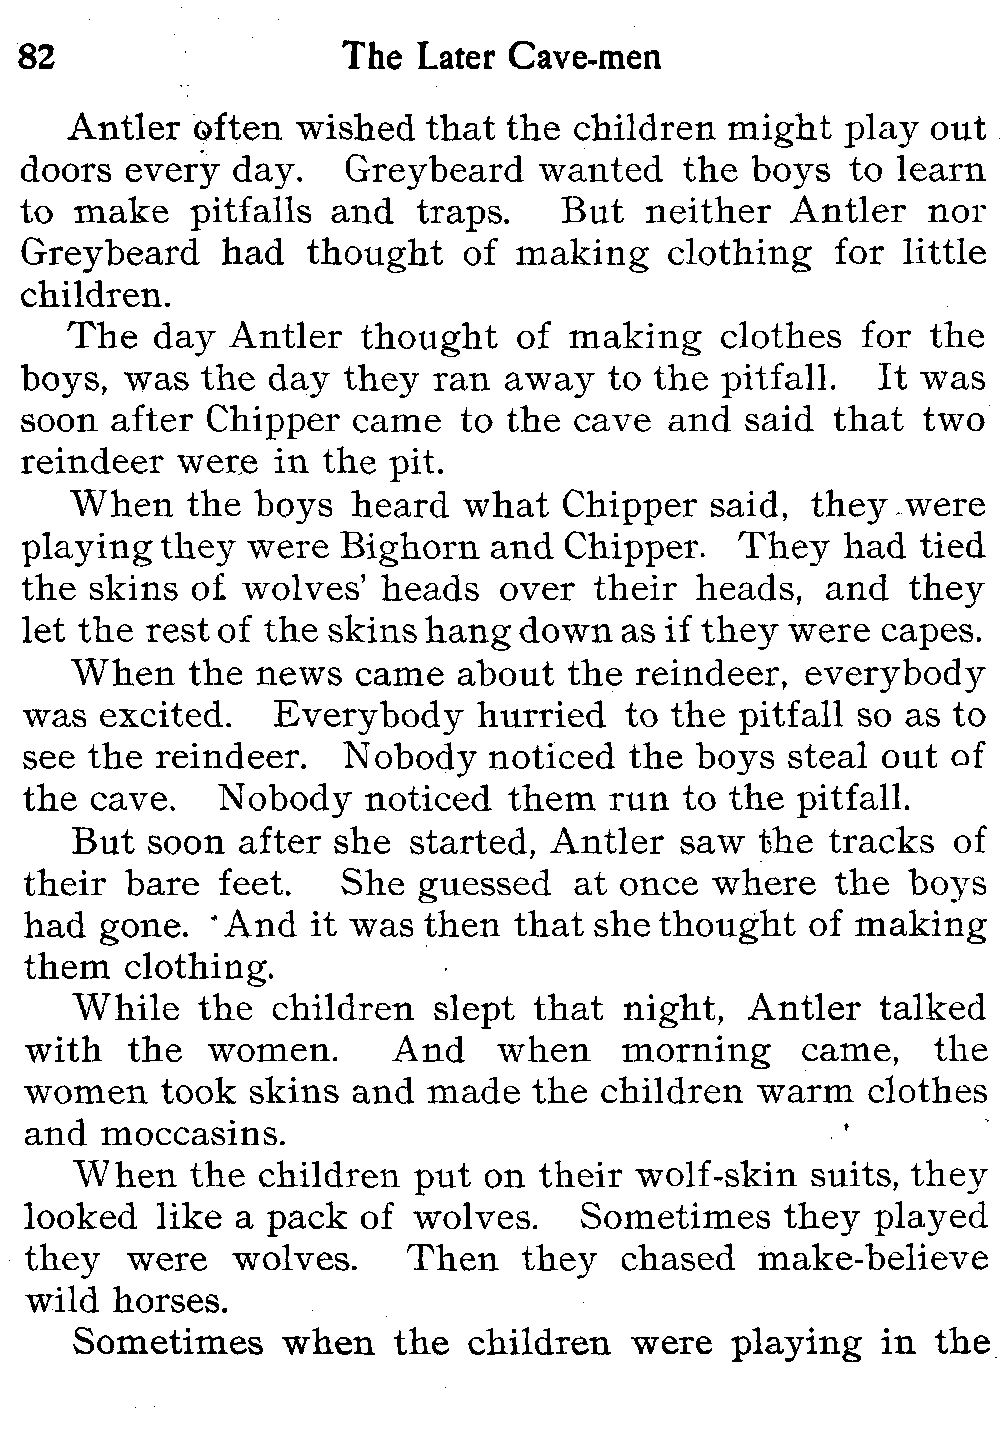 82 The Later Cave-men
Antler often wished that the children might play out
doors every day. Greybeard wanted the boys to learn
to make pitfalls and traps. But neither Antler nor
Greybeard had thought of making clothing for little
children.
The day Antler thought of making clothes for the
boys, was the day they ran away to the pitfall. It was
soon after Chipper came to the cave and said that two
reindeer were in the pit.
When the boys heard what Chipper said, they were
playing they were Bighorn and Chipper. They had tied
the skins of wolves' heads over their heads, and they
let the rest of the skins hang down as if they were capes.
When the news came about the reindeer, everybody
was excited. Everybody hurried to the pitfall so as to
see the reindeer. Nobody noticed the boys steal out of
the cave. Nobody noticed them run to the pitfall.
But soon after she started, Antler saw the tracks of
their bare feet. She guessed at once where the boys
had gone. And it was then that she thought of making
them clothing.
While the children slept that night, Antler talked
with the women. And when morning came, the
women took skins and made the children warm clothes
and moccasins.
When the children put on their wolf-skin suits, they
looked like a pack of wolves. Sometimes they played
they were wolves. Then they chased make-believe
wild horses.
Sometimes when the children were playing in the